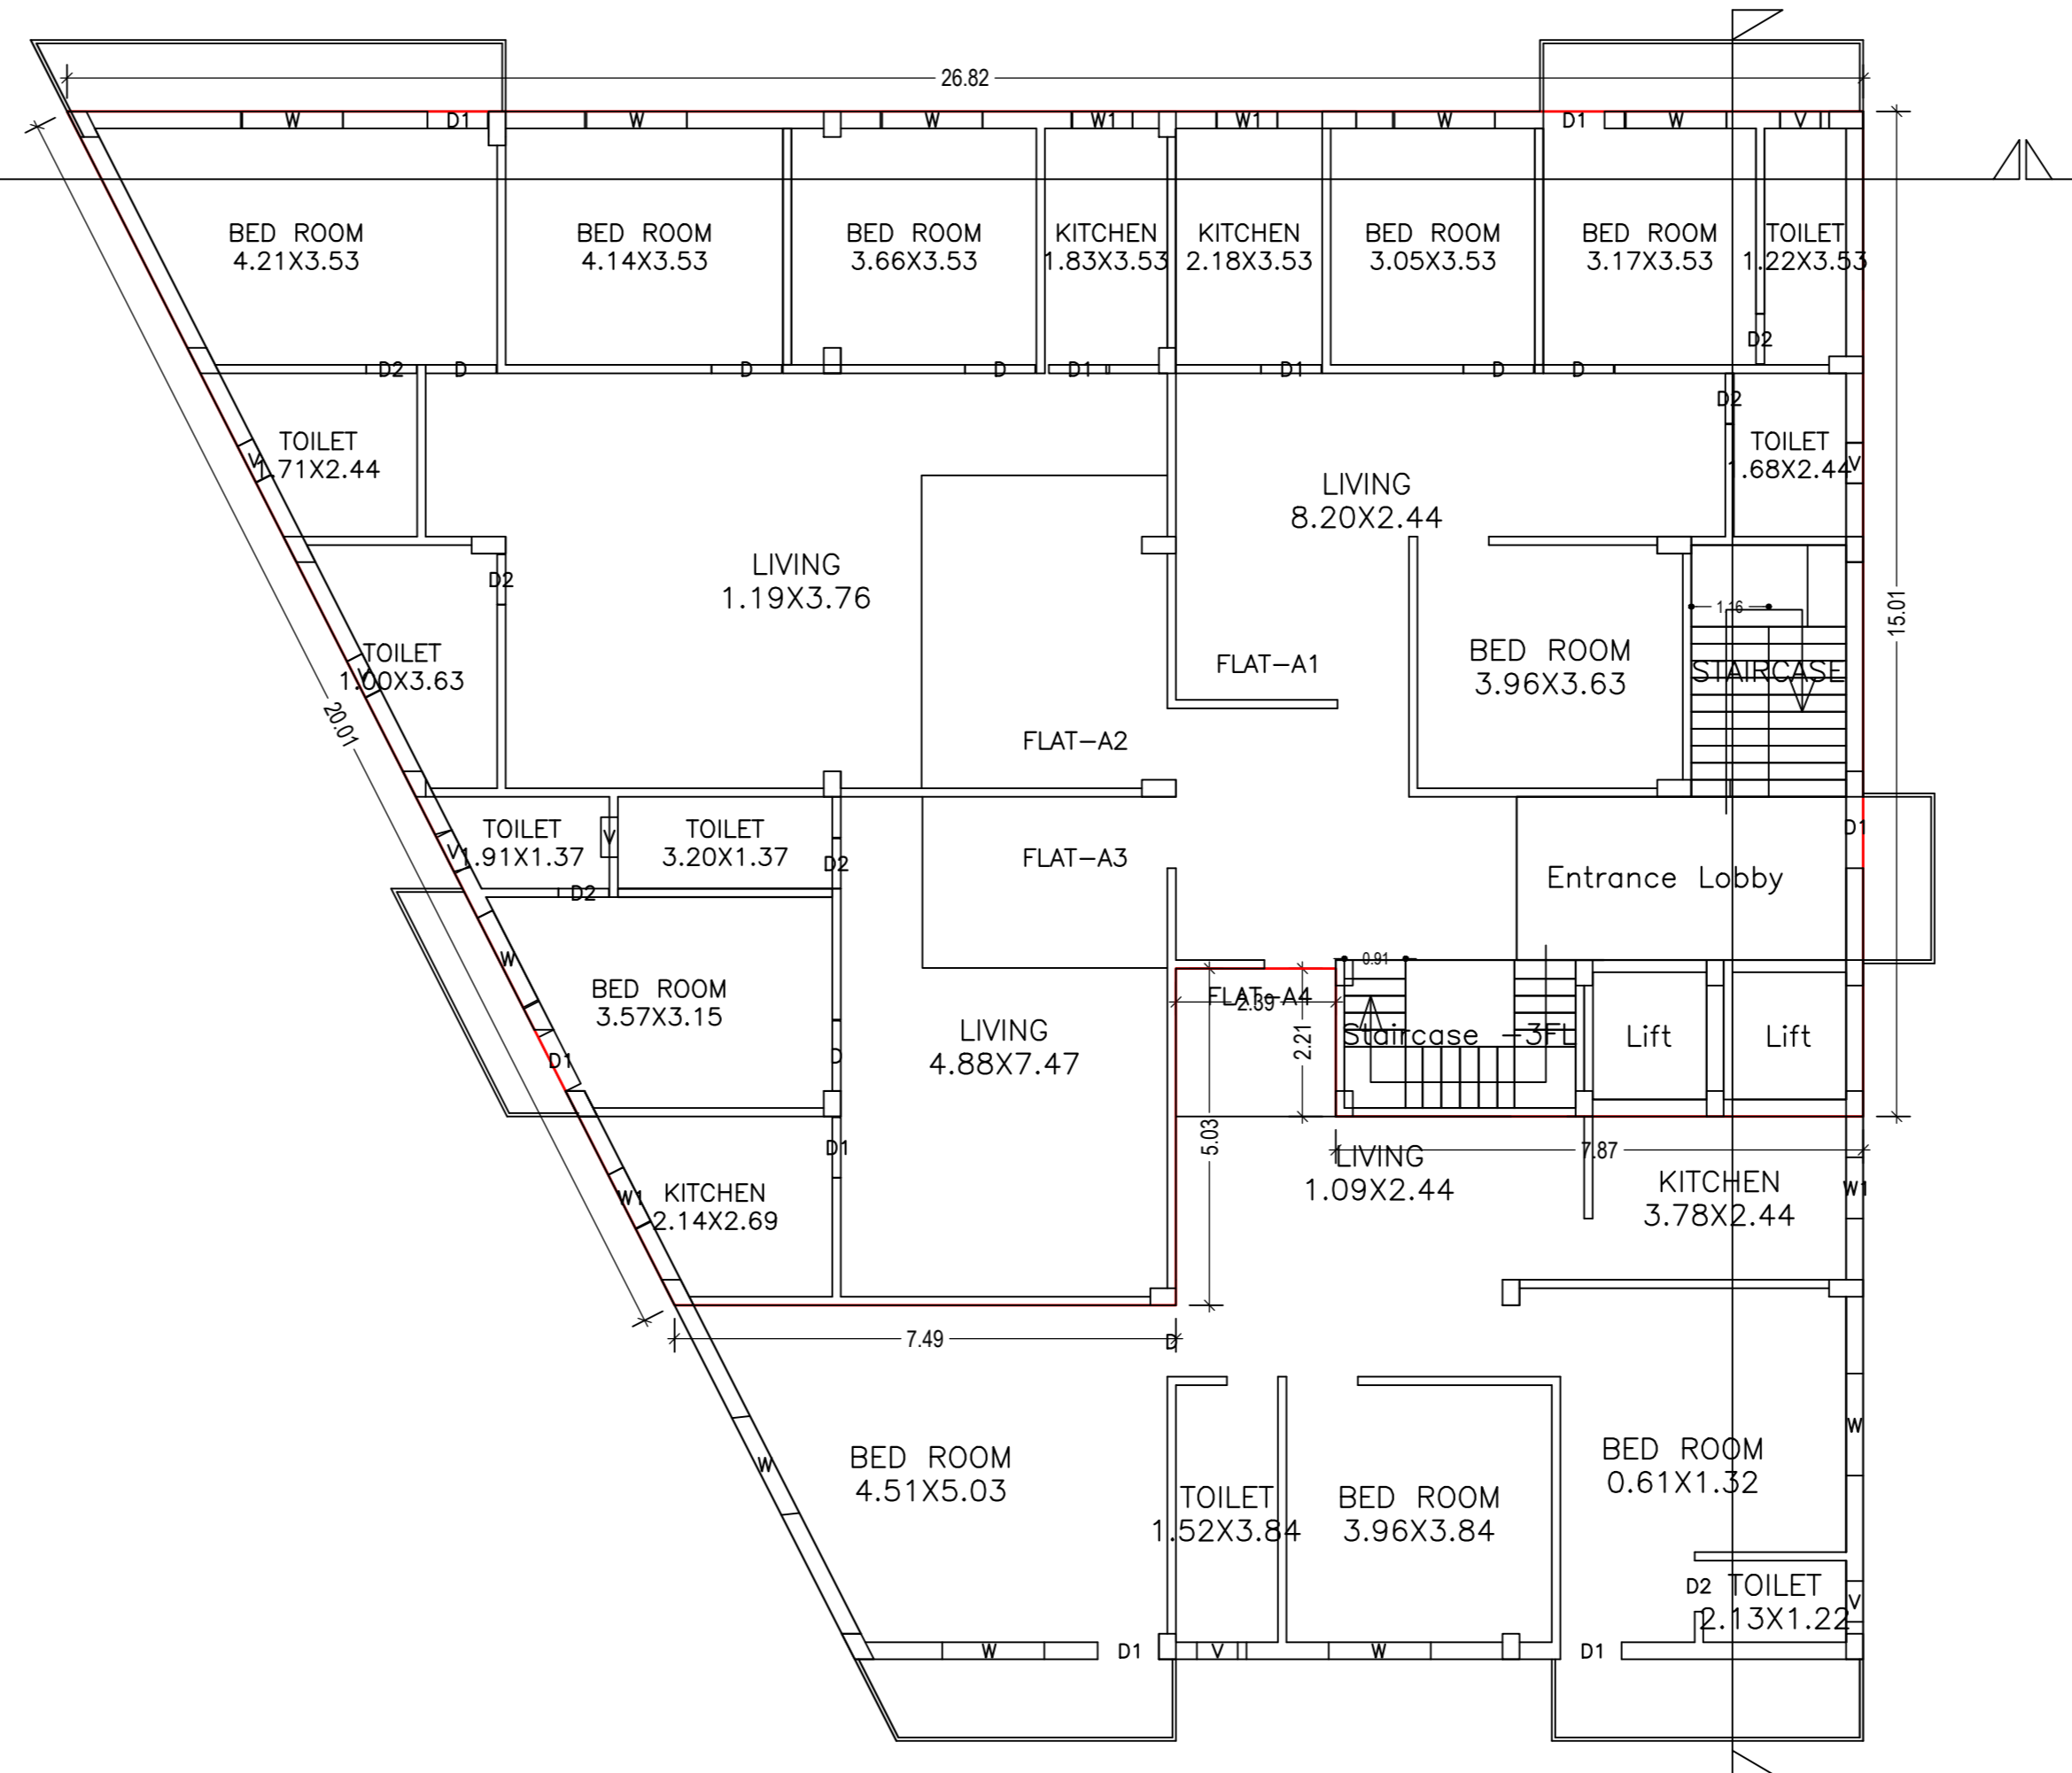 26.82
W
D1
W
W
W1
W1
W
D1
W
V
BED ROOM
4.21X3.53
BED ROOM
4.14X3.53
BED ROOM
3.66X3.53
KITCHEN
1.83X3.53
KITCHEN
2.18X3.53
BED ROOM
3.05X3.53
BED ROOM
3.17X3.53
TOILET
1.22X3.53
D2
D2
D
D
D
D1
D1
D
D
D2
TOILET
1.71X2.44
V
LIVING
8.20X2.44
TOILET
1.68X2.44
V
LIVING
1.19X3.76
D2
15.01
1.16
TOILET
1.00X3.63
V
FLAT-A1
BED ROOM
3.96X3.63
STAIRCASE
20.01
FLAT-A2
TOILET
1.91X1.37
V
V
TOILET
3.20X1.37
D2
FLAT-A3
D1
Entrance Lobby
D2
W
BED ROOM
3.57X3.15
D1
D
LIVING
4.88X7.47
FLAT-A4
2.39
0.91
2.21
Staircase -3FL
Lift
Lift
5.03
7.87
D1
LIVING
1.09X2.44
KITCHEN
3.78X2.44
W1
KITCHEN
2.14X2.69
W1
7.49
D
W
BED ROOM
4.51X5.03
W
TOILET
1.52X3.84
BED ROOM
3.96X3.84
BED ROOM
0.61X1.32
D2
TOILET
2.13X1.22
V
W
D1
V
W
D1